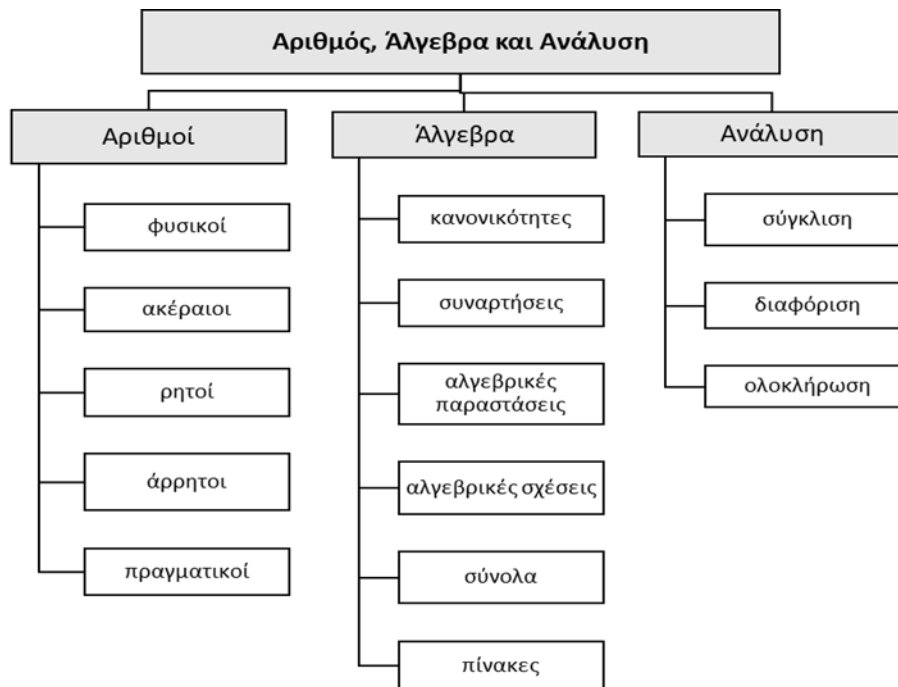 Αριθμός, Άλγεβρα και Ανάλυση
Αριθμοί
φυσικοί
ακέραιοι
ρητοί
άρρητοι
πραγματικοί
Άλγεβρα
κανονικότητες
συναρτήσεις
αλγεβρικές
παραστάσεις
αλγεβρικές σχέσεις
σύνολα
πίνακες
Ανάλυση
σύγκλιση
διαφόριση
ολοκλήρωση